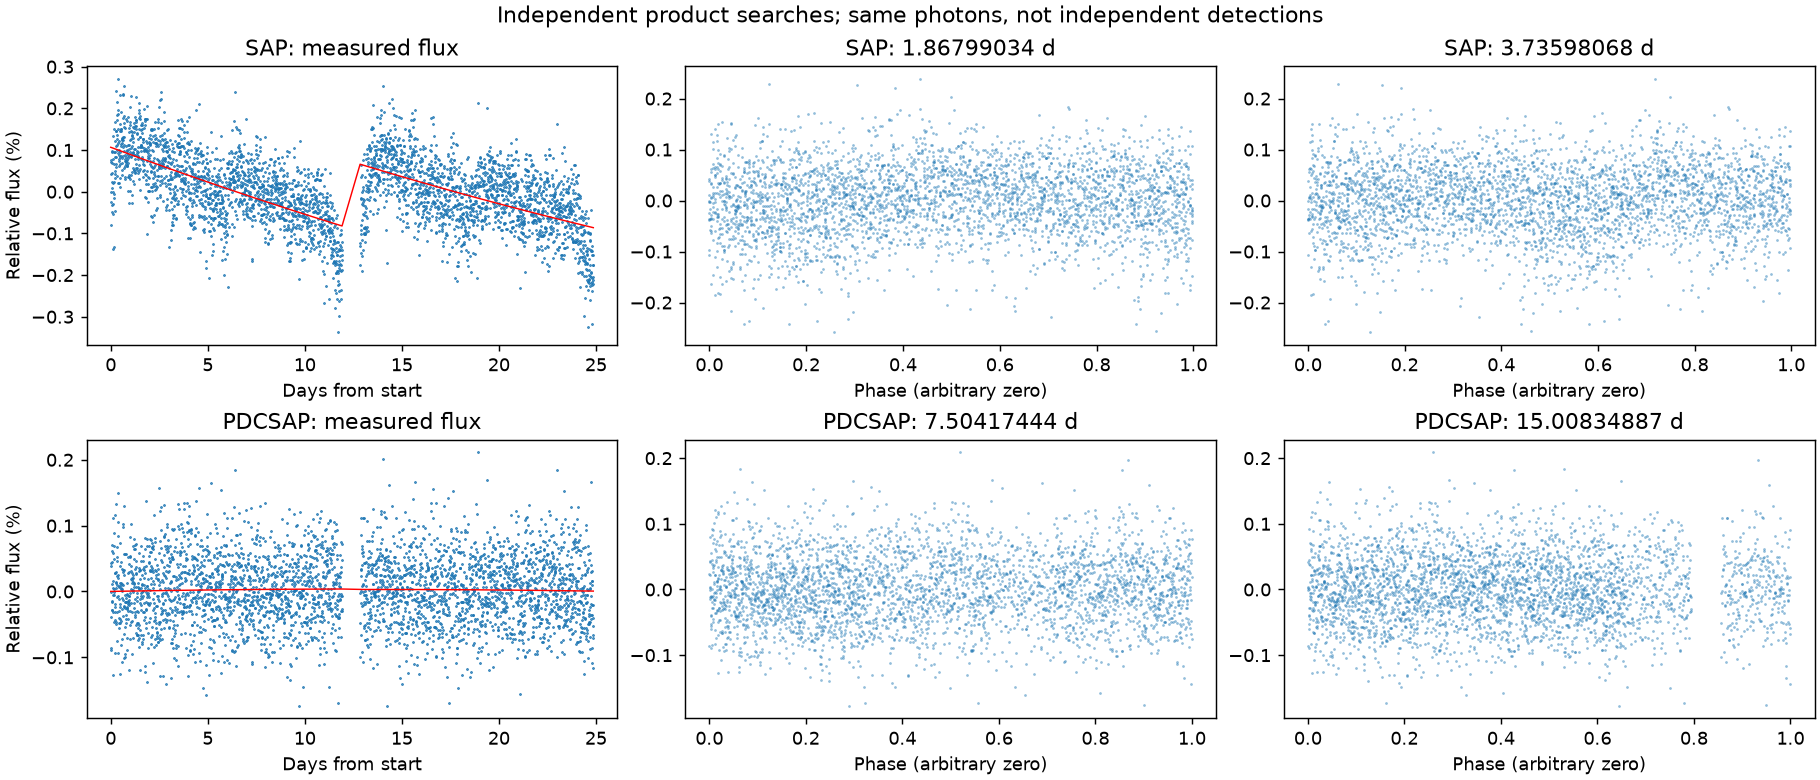 Independent product searches; same photons, not independent detections
SAP: measured flux
SAP: 1.86799034 d
SAP: 3.73598068 d
0.3
0.2
0.1
0.0
−0.1
−0.2
−0.3
Relative flux (%)
0 5 10 15 20 25
Days from start
0.2
0.1
0.0
−0.1
−0.2
0.0 0.2 0.4 0.6 0.8 1.0
Phase (arbitrary zero)
0.2
0.1
0.0
−0.1
−0.2
0.0 0.2 0.4 0.6 0.8 1.0
Phase (arbitrary zero)
PDCSAP: measured flux
PDCSAP: 7.50417444 d
PDCSAP: 15.00834887 d
0.2
0.1
0.0
−0.1
Relative flux (%)
0 5 10 15 20 25
Days from start
0.2
0.1
0.0
−0.1
0.0 0.2 0.4 0.6 0.8 1.0
Phase (arbitrary zero)
0.2
0.1
0.0
−0.1
0.0 0.2 0.4 0.6 0.8 1.0
Phase (arbitrary zero)